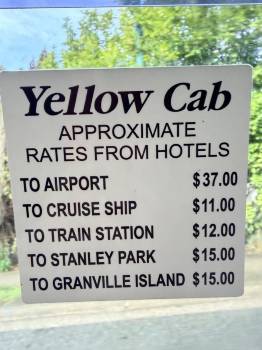 Yellow Cab
APPROXIMATE
RATES FROM HOTELS
TO AIRPORT $37.00
TO CRUISE SHIP $11.00
TO TRAIN STATION $12.00
TO STANLEY PARK $15.00
TO GRANVILLE ISLAND $15.00